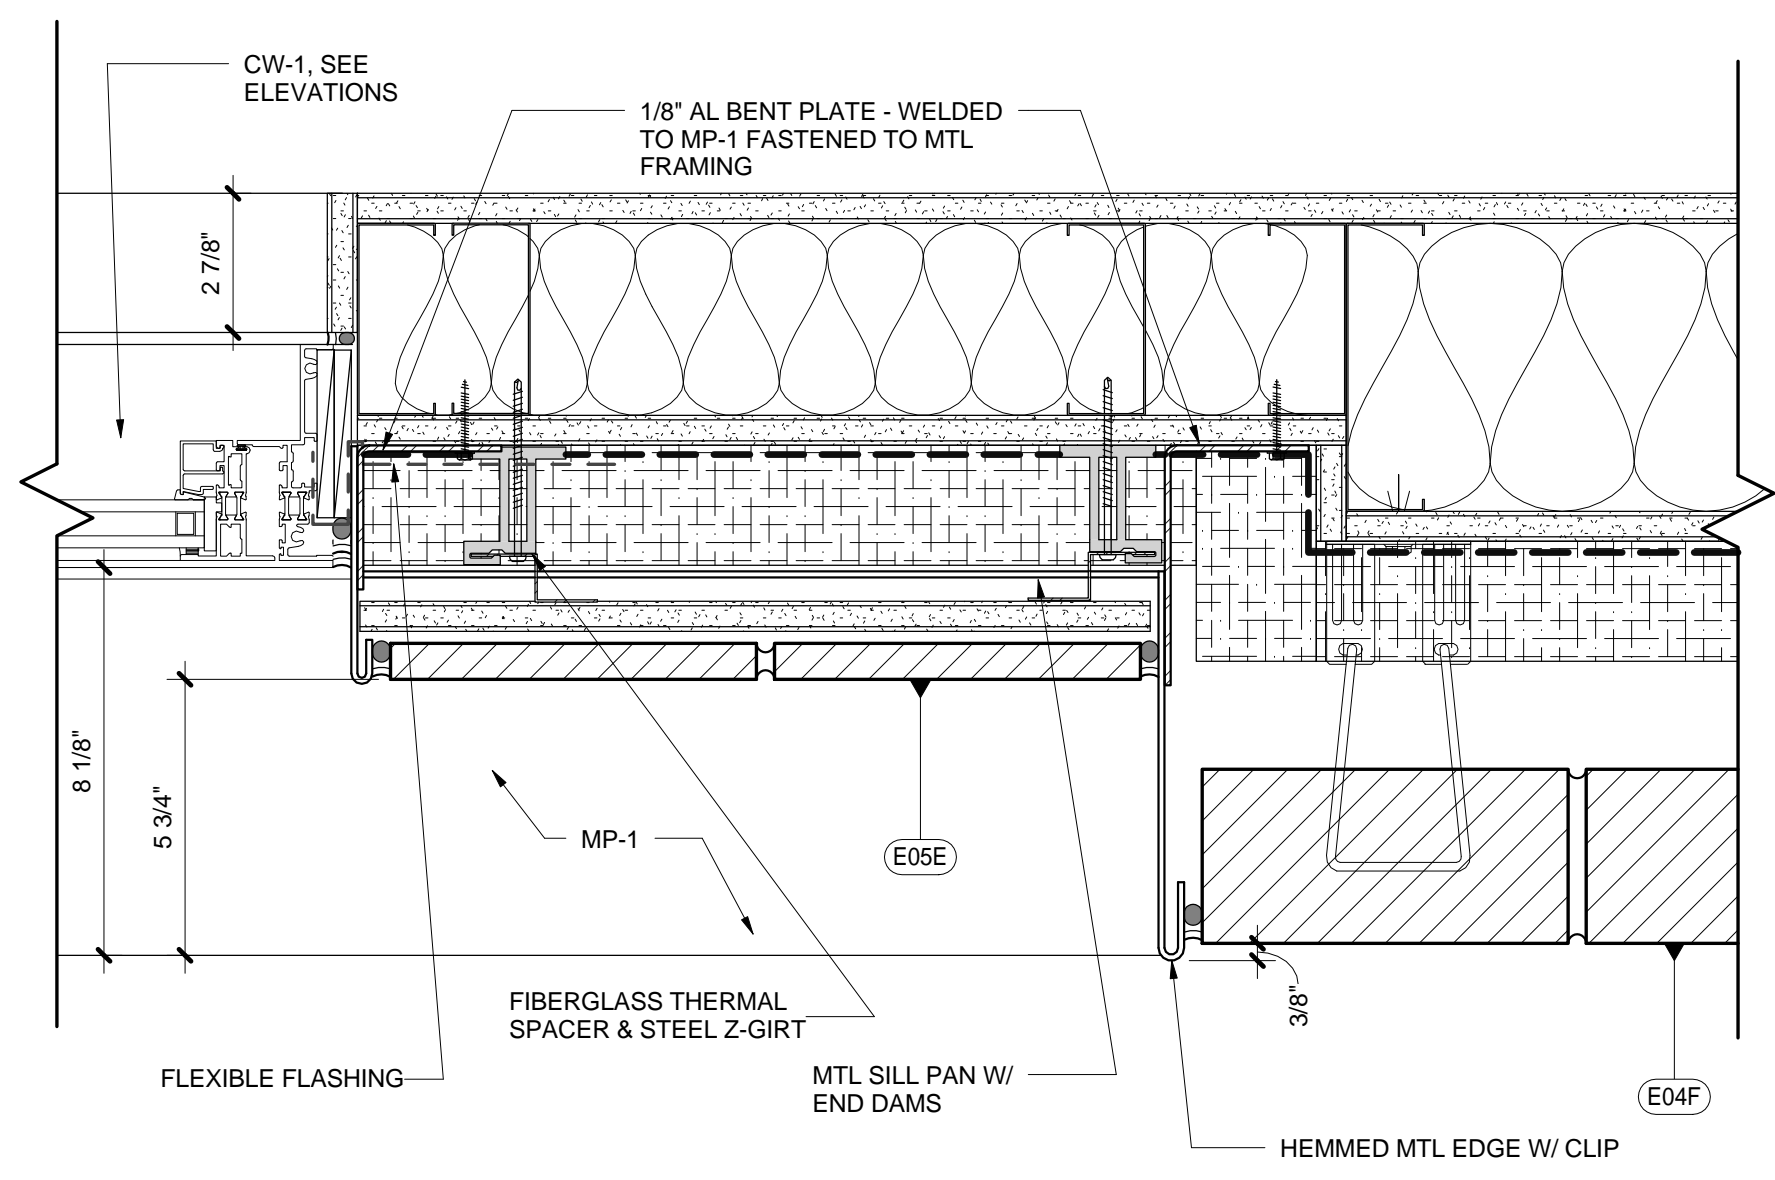 CW-1, SEE
ELEVATIONS
1/8" AL BENT PLATE - WELDED
TO MP-1 FASTENED TO MTL
FRAMING
2 7/8"
8 1/8"
5 3/4"
MP-1
E05E
FIBERGLASS THERMAL
SPACER & STEEL Z-GIRT
3/8"
FLEXIBLE FLASHING
MTL SILL PAN W/
END DAMS
E04F
HEMMED MTL EDGE W/ CLIP